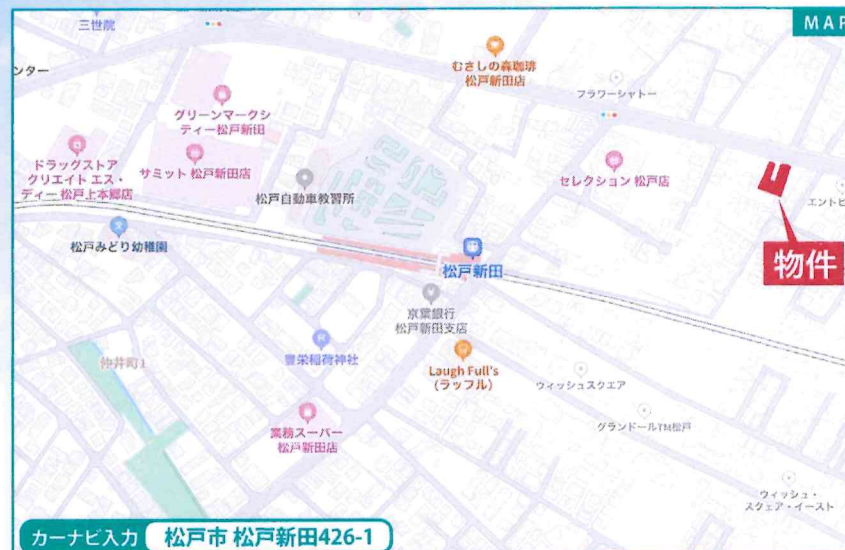 三世院
MAP
ンター
むさしの森珈琲
松戸新田店
フラワーシャトー
グリーンマークシ
ティー松戸新田
ドラッグストア
クリエイト エス・
ディー 松戸上本郷店
サミット 松戸新田店
松戸自動車教習所
セレクション 松戸店
エントピ
松戸みどり幼稚園
松戸新田
物件
京葉銀行
松戸新田支店
豊栄稲荷神社
仲井町1
Laugh Full's
(ラッフル)
ウィッシュスクエア
グランドールTM松戸
業務スーパー
松戸新田店
ウィッシュ・
スクェア・イースト
カーナビ入力 松戸市 松戸新田426-1